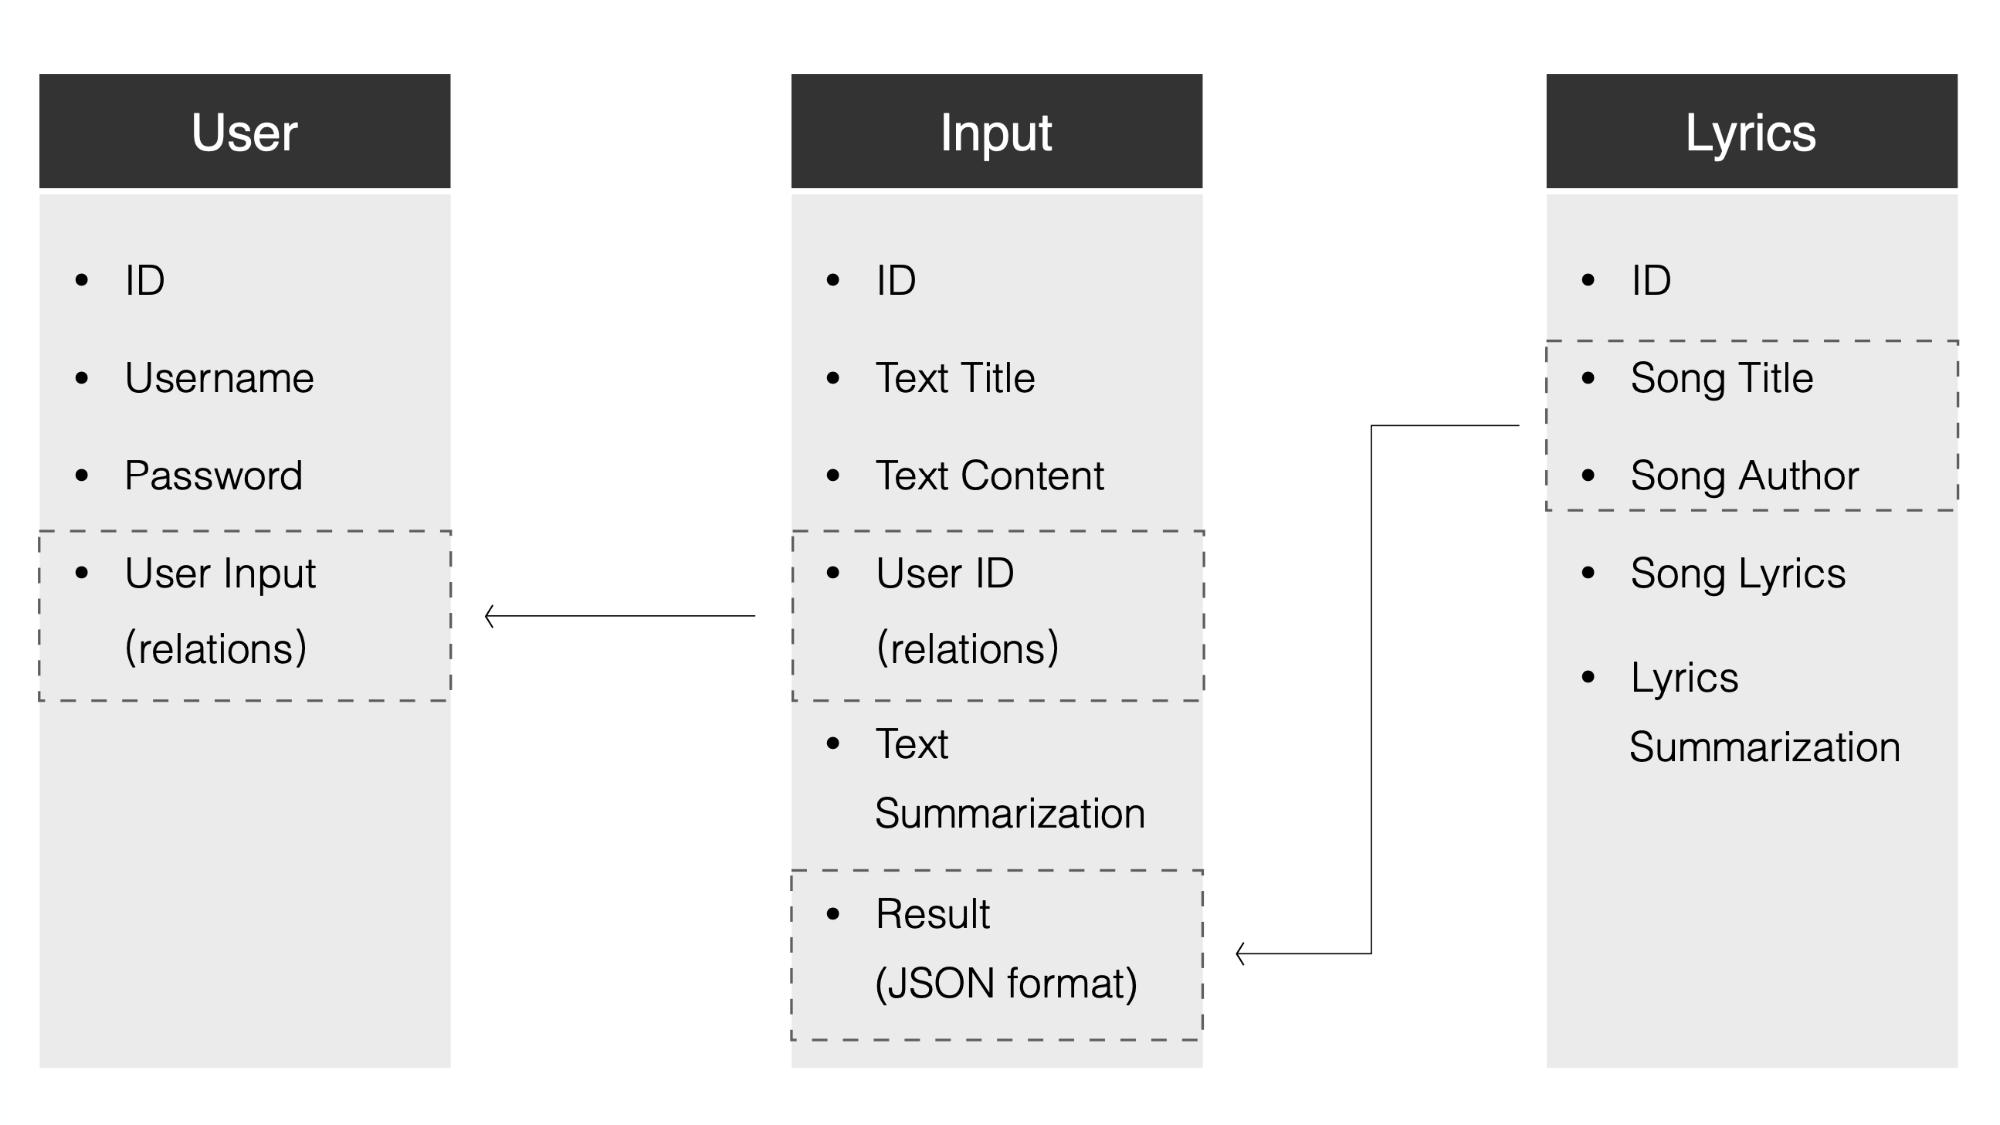 User
• ID
• Username
• Password
• User Input
(relations)
Input
• ID
• Text Title
• Text Content
• User ID
(relations)
• Text
Summarization
• Result
(JSON format)
Lyrics
• ID
• Song Title
• Song Author
• Song Lyrics
• Lyrics
Summarization